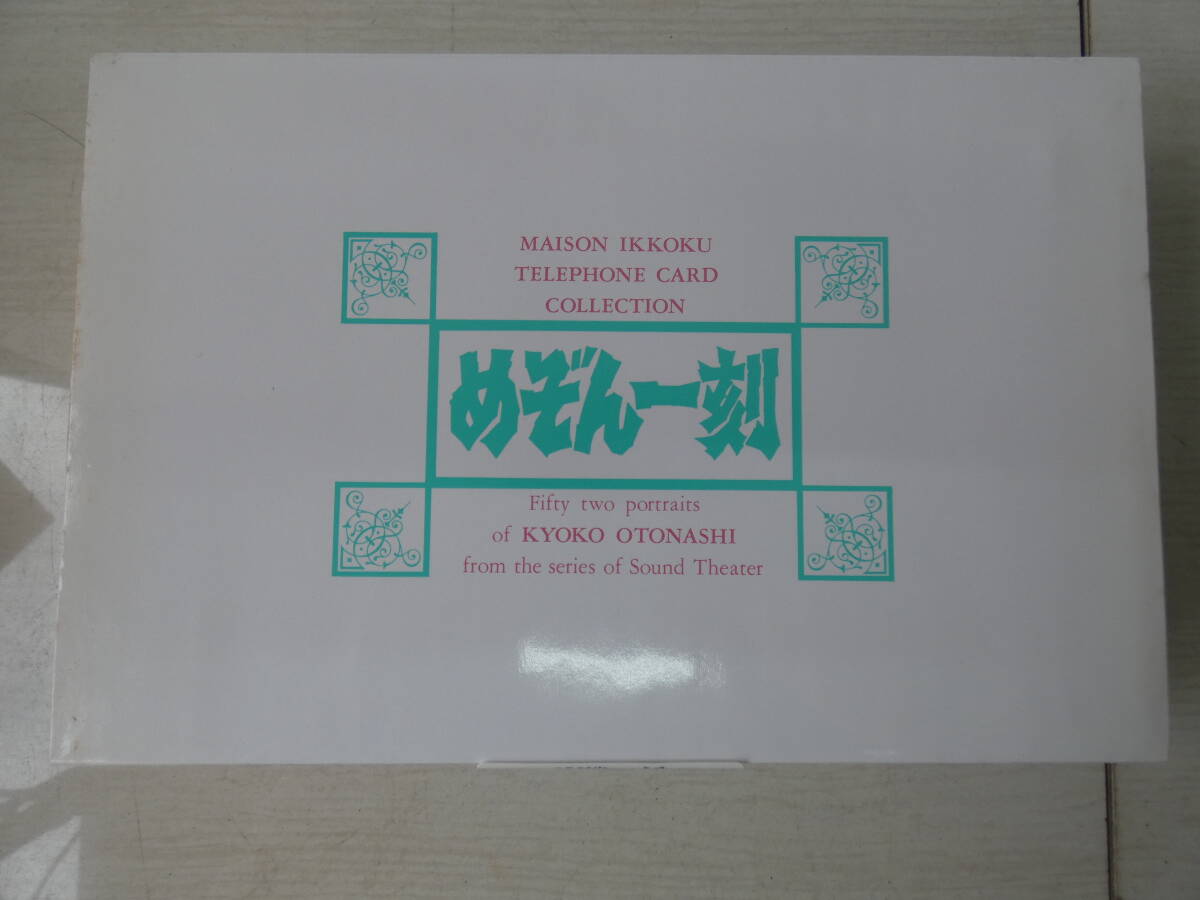 MAISON IKKOKU
TELEPHONE CARD
COLLECTION
めぞん一刻
Fifty two portraits
of KYOKO OTONASHI
from the series of Sound Theater